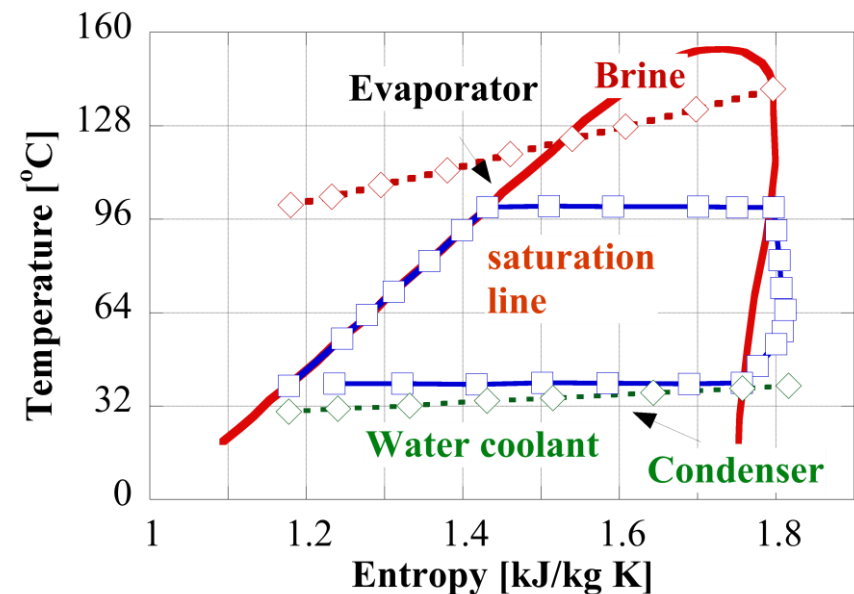 160
128
96
64
32
0
Temperature [°C]
Evaporator
Brine
saturation
line
Water coolant
Condenser
1
1.2
1.4
1.6
1.8
Entropy [kJ/kg K]